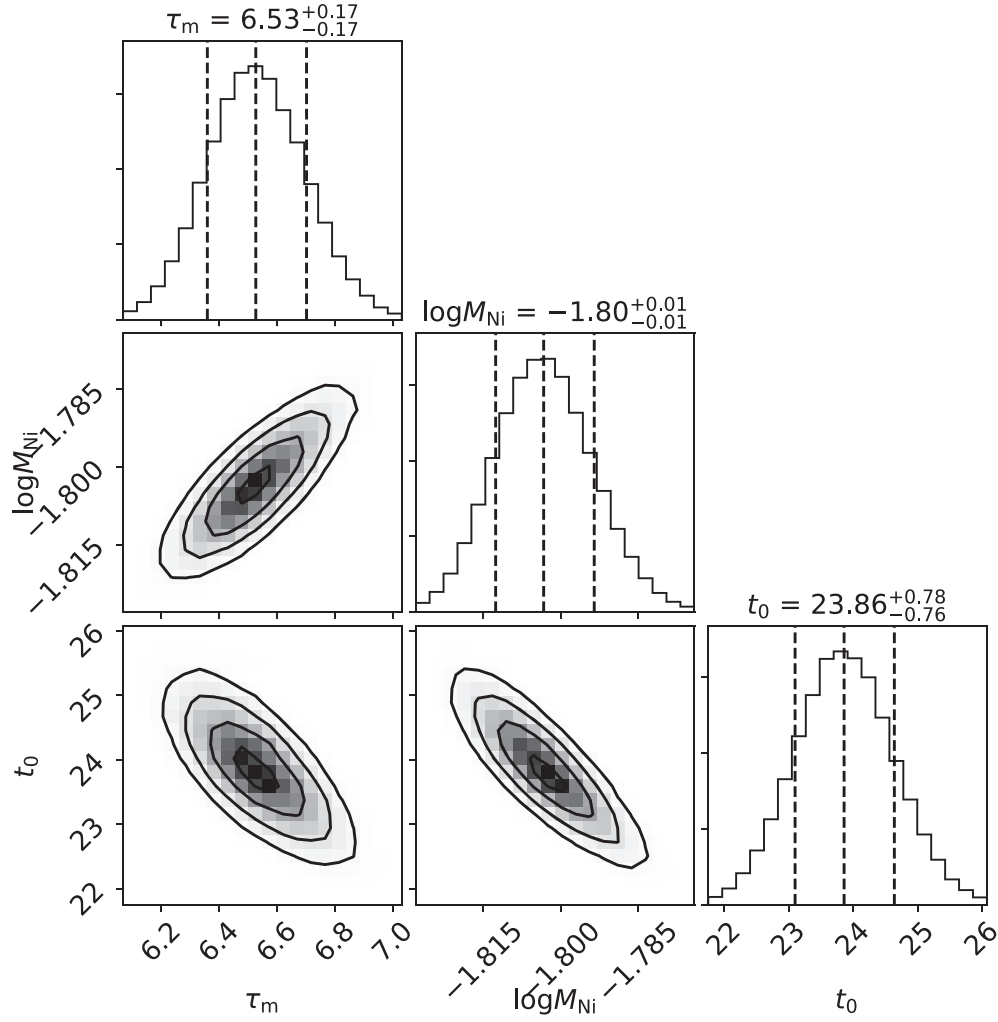 τm = 6.53+0.17−0.17
logMNi = −1.80+0.01−0.01
−1.785
−1.800
−1.815
logMNi
t0 = 23.86+0.78−0.76
26
25
24
23
22
t0
6.2 6.4 6.6 6.8 7.0
−1.815 −1.800 −1.785
22 23 24 25 26
τm logMNi t0